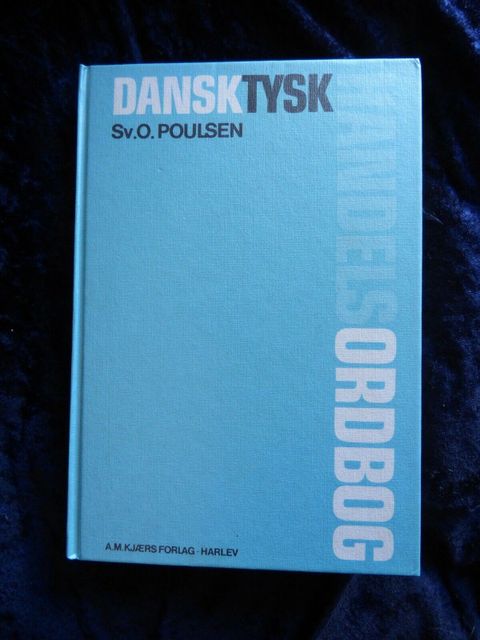 DANSKTYSK
Sv.O. POULSEN
HANDELSORDBOG
A.M.KJÆRS FORLAG · HARLEV